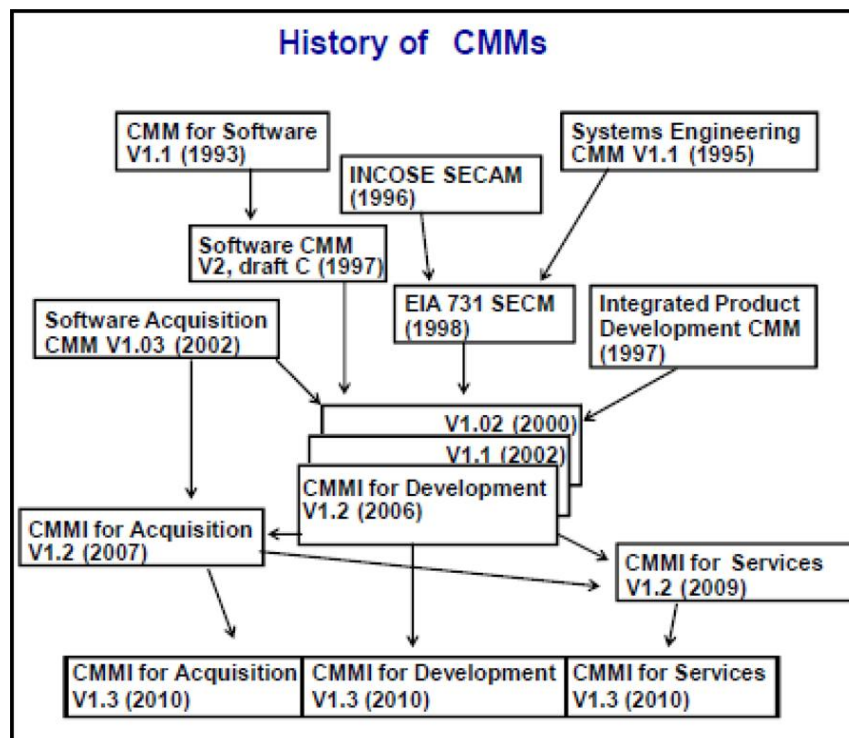 History of CMMs
CMM for Software
V1.1 (1993)
Systems Engineering
CMM V1.1 (1995)
INCOSE SECAM
(1996)
Software CMM
V2, draft C (1997)
EIA 731 SECM
(1998)
Integrated Product
Development CMM
(1997)
Software Acquisition
CMM V1.03 (2002)
V1.02 (2000)
V1.1 (2002)
CMMI for Development
V1.2 (2006)
CMMI for Acquisition
V1.2 (2007)
CMMI for Services
V1.2 (2009)
CMMI for Acquisition
V1.3 (2010)
CMMI for Development
V1.3 (2010)
CMMI for Services
V1.3 (2010)